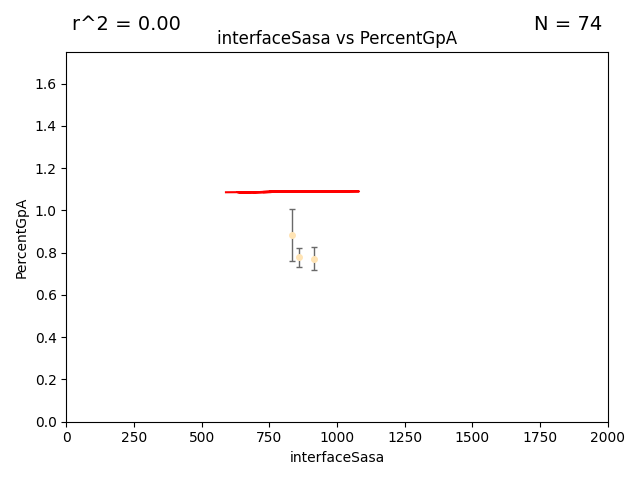 r^2 = 0.00
N = 74
interfaceSasa vs PercentGpA
1.6
1.4
1.2
1.0
0.8
0.6
0.4
0.2
0.0
PercentGpA
0 250 500 750 1000 1250 1500 1750 2000
interfaceSasa